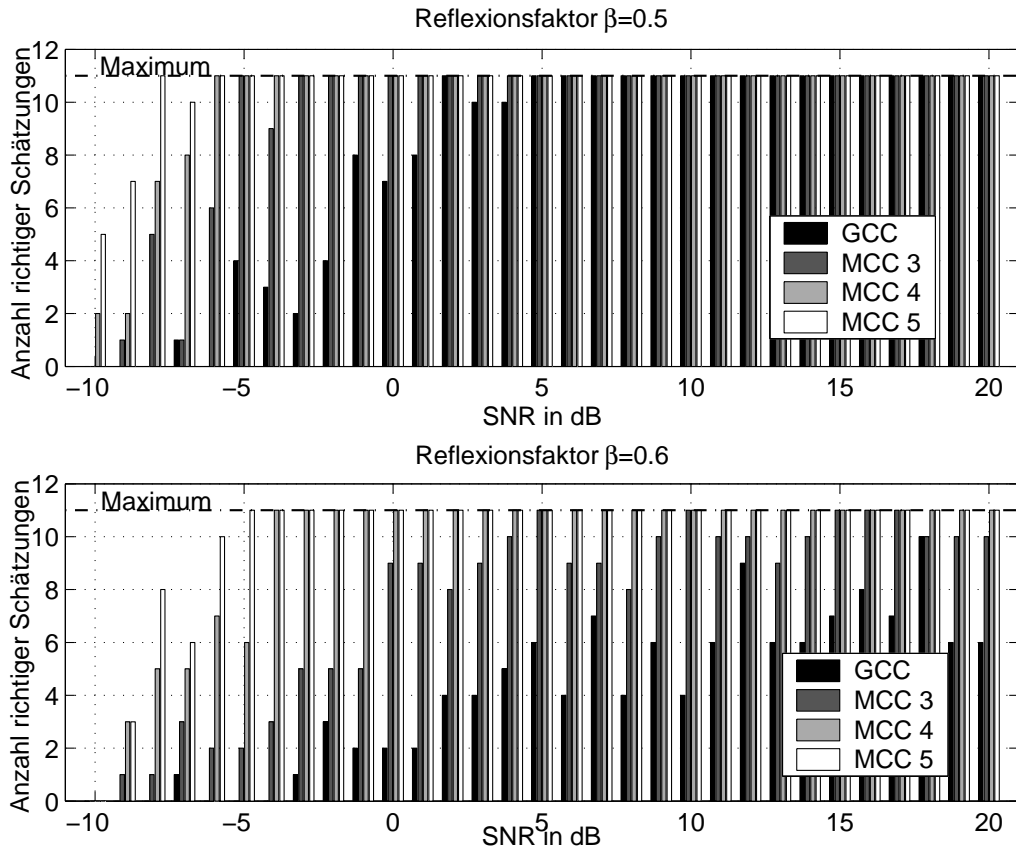 Reflexionsfaktor β=0.5
Anzahl richtiger Schätzungen
12
10
8
6
4
2
0
Maximum
GCC
MCC 3
MCC 4
MCC 5
−10
−5
0
5
10
15
20
SNR in dB
Reflexionsfaktor β=0.6
Anzahl richtiger Schätzungen
12
10
8
6
4
2
0
Maximum
GCC
MCC 3
MCC 4
MCC 5
−10
−5
0
5
10
15
20
SNR in dB